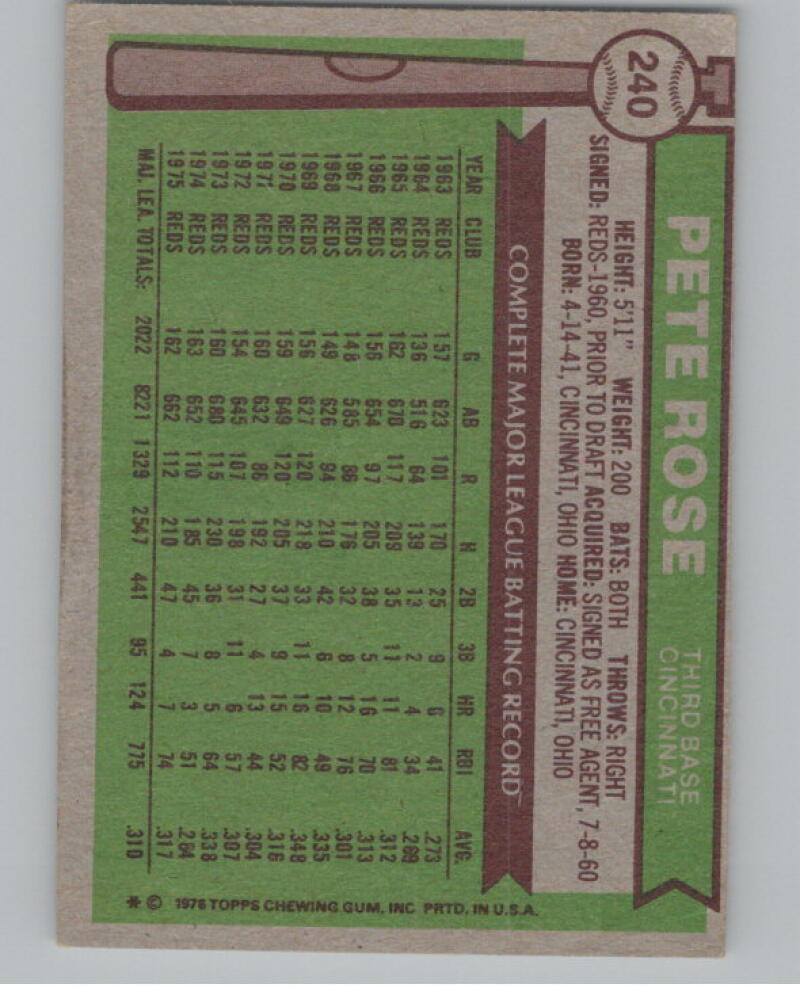 240
PETE ROSE
THIRD BASE
CINCINNATI
HEIGHT: 5'11" WEIGHT: 200 BATS: BOTH THROWS: RIGHT
SIGNED: REDS-1960, PRIOR TO DRAFT ACQUIRED: SIGNED AS FREE AGENT, 7-8-60
BORN: 4-14-41, CINCINNATI, OHIO HOME: CINCINNATI, OHIO
COMPLETE MAJOR LEAGUE BATTING RECORD
YEAR CLUB G AB R H 2B 3B HR RBI AVG.
1963 REDS 157 623 101 170 25 9 6 41 .273
1964 REDS 136 516 64 139 13 2 4 34 .269
1965 REDS 162 670 117 209 35 11 11 81 .312
1966 REDS 156 654 97 205 38 5 16 70 .313
1967 REDS 148 585 86 176 32 8 12 76 .301
1968 REDS 149 626 94 210 42 6 10 49 .335
1969 REDS 156 627 120 218 33 11 16 82 .348
1970 REDS 159 649 120 205 37 9 15 52 .316
1971 REDS 160 632 86 192 27 4 13 44 .304
1972 REDS 154 645 107 198 31 11 6 57 .307
1973 REDS 160 680 115 230 36 8 5 64 .338
1974 REDS 163 652 110 185 45 7 3 51 .284
1975 REDS 162 662 112 210 47 4 7 74 .317
MAJ. LEA. TOTALS: 2022 8221 1329 2547 441 95 124 775 .310
* © 1976 TOPPS CHEWING GUM, INC PRTD. IN U.S.A.